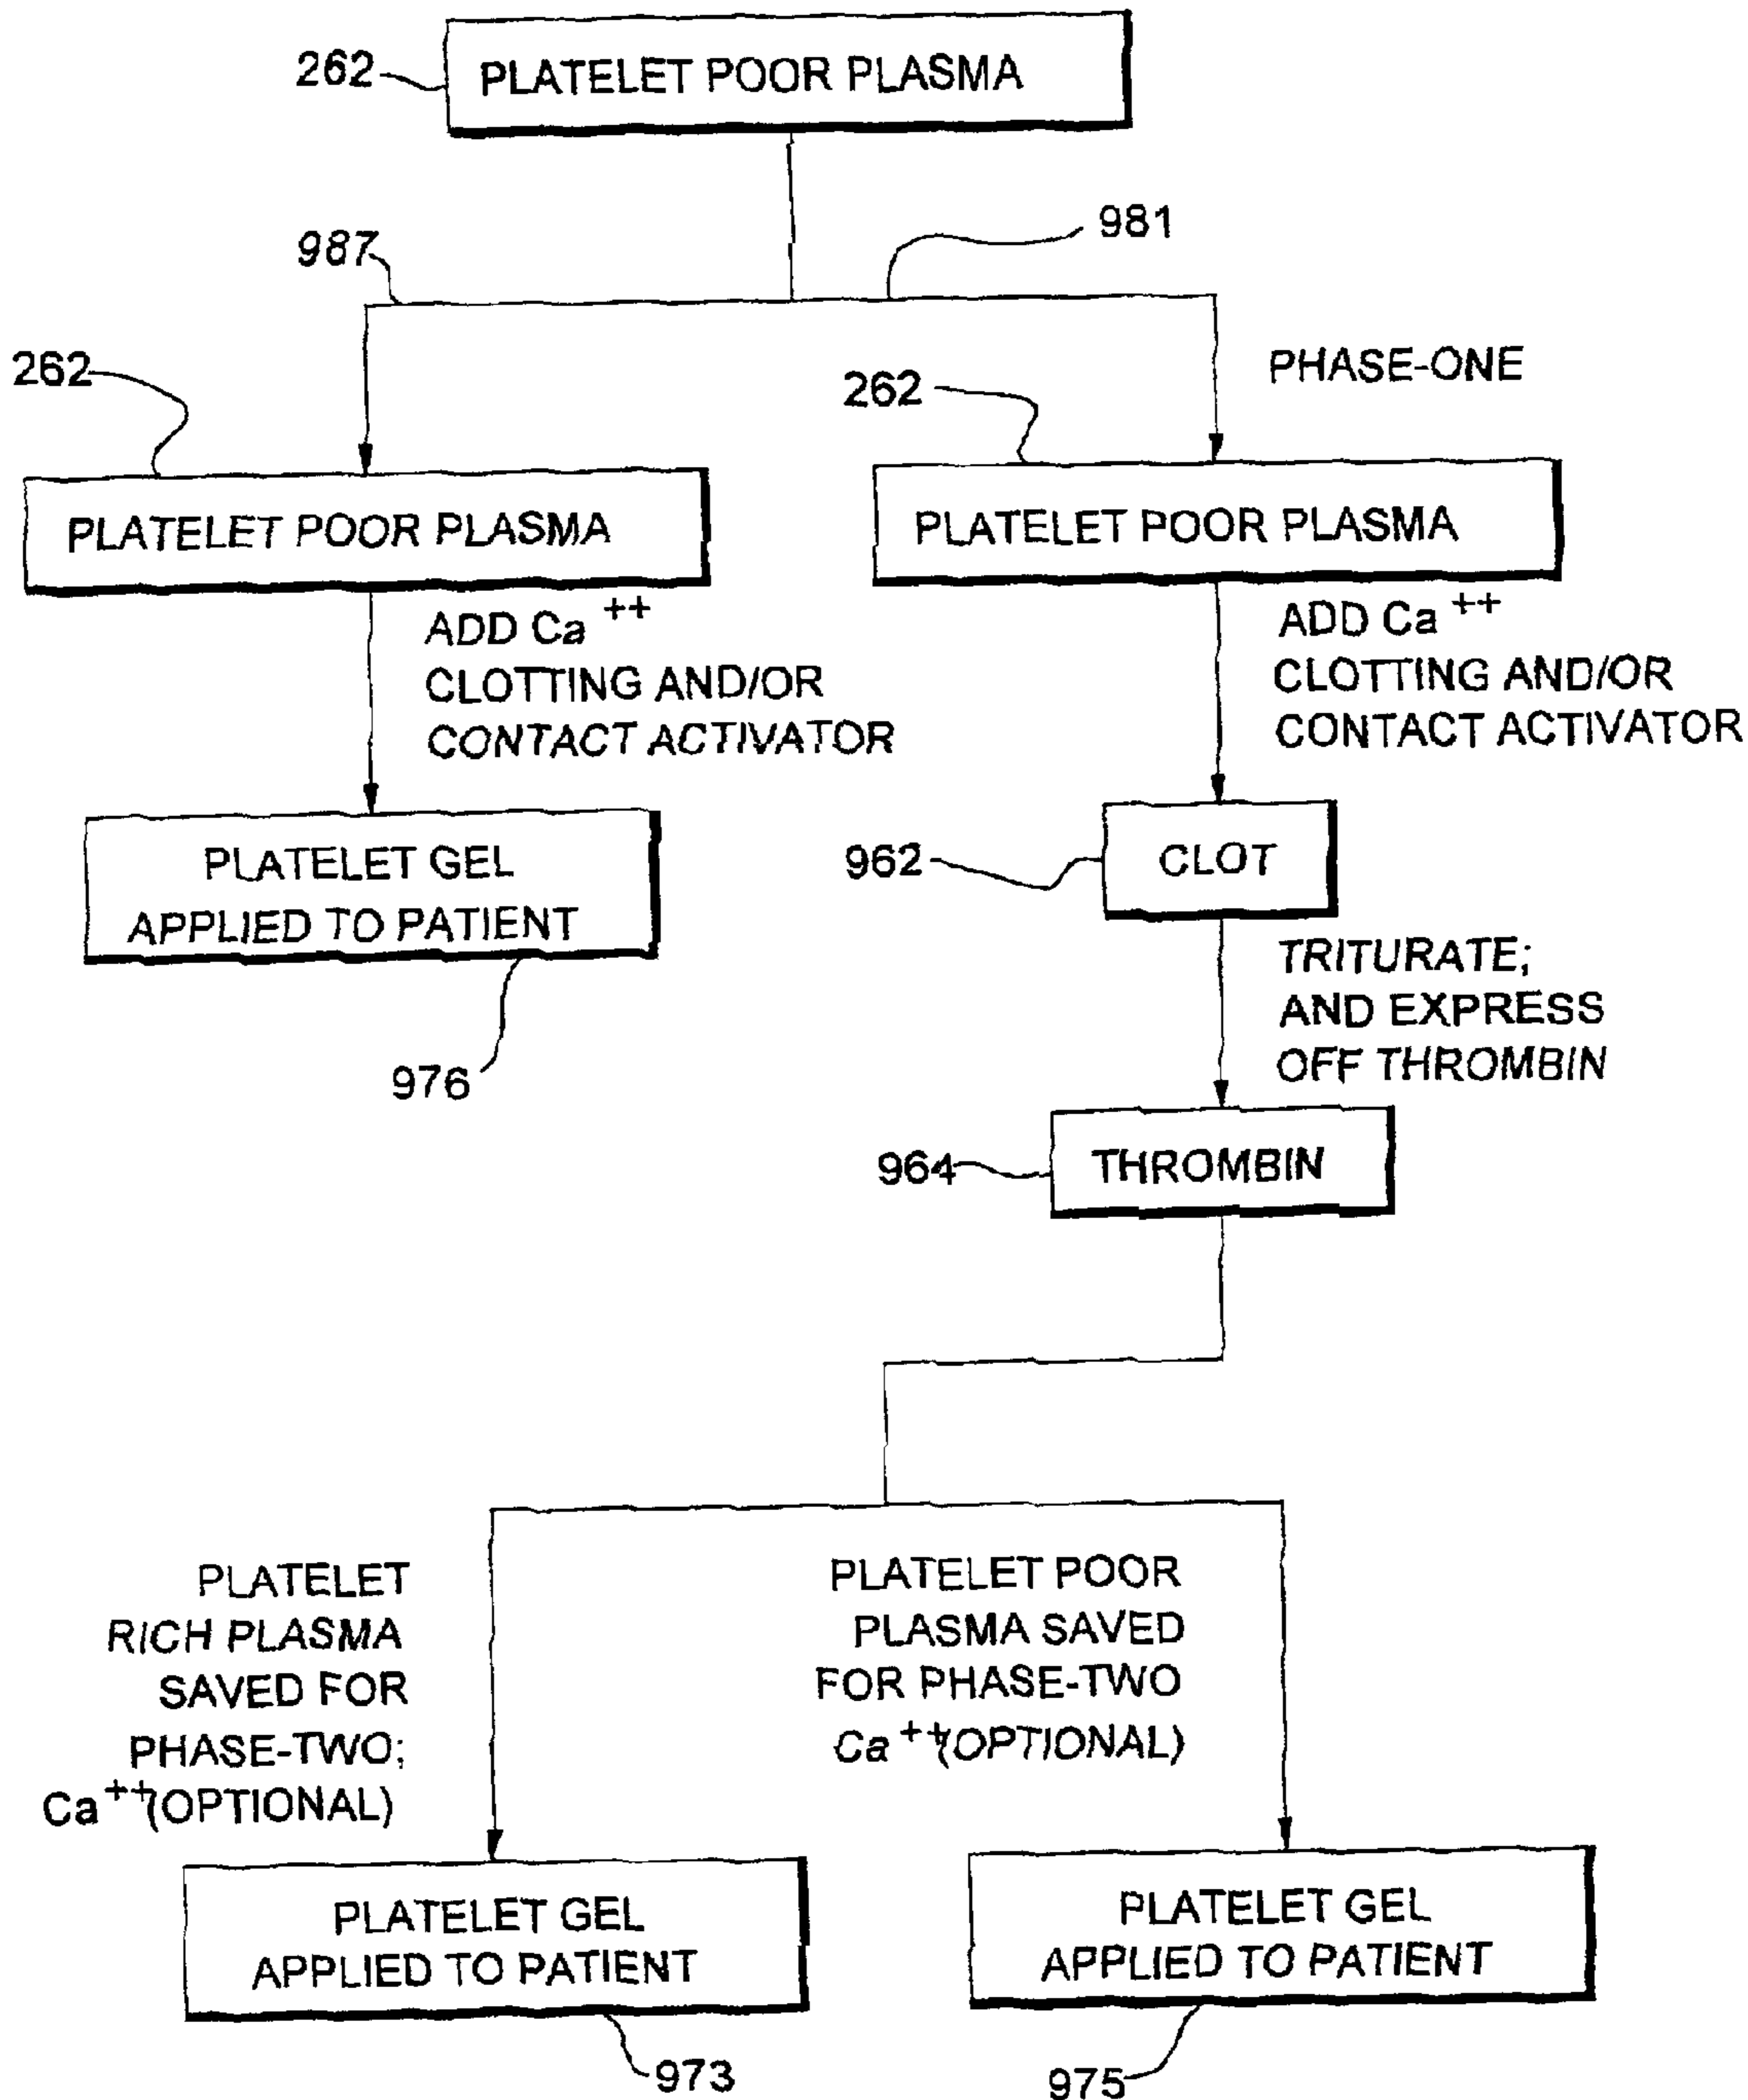 262
PLATELET POOR PLASMA
987
981
PHASE-ONE
262
PLATELET POOR PLASMA
262
PLATELET POOR PLASMA
ADD Ca ++
CLOTTING AND/OR
CONTACT ACTIVATOR
ADD Ca ++
CLOTTING AND/OR
CONTACT ACTIVATOR
PLATELET GEL
APPLIED TO PATIENT
976
962
CLOT
TRITURATE;
AND EXPRESS
OFF THROMBIN
964
THROMBIN
PLATELET
RICH PLASMA
SAVED FOR
PHASE-TWO;
Ca ++(OPTIONAL)
PLATELET POOR
PLASMA SAVED
FOR PHASE-TWO
Ca ++(OPTIONAL)
PLATELET GEL
APPLIED TO PATIENT
973
PLATELET GEL
APPLIED TO PATIENT
975